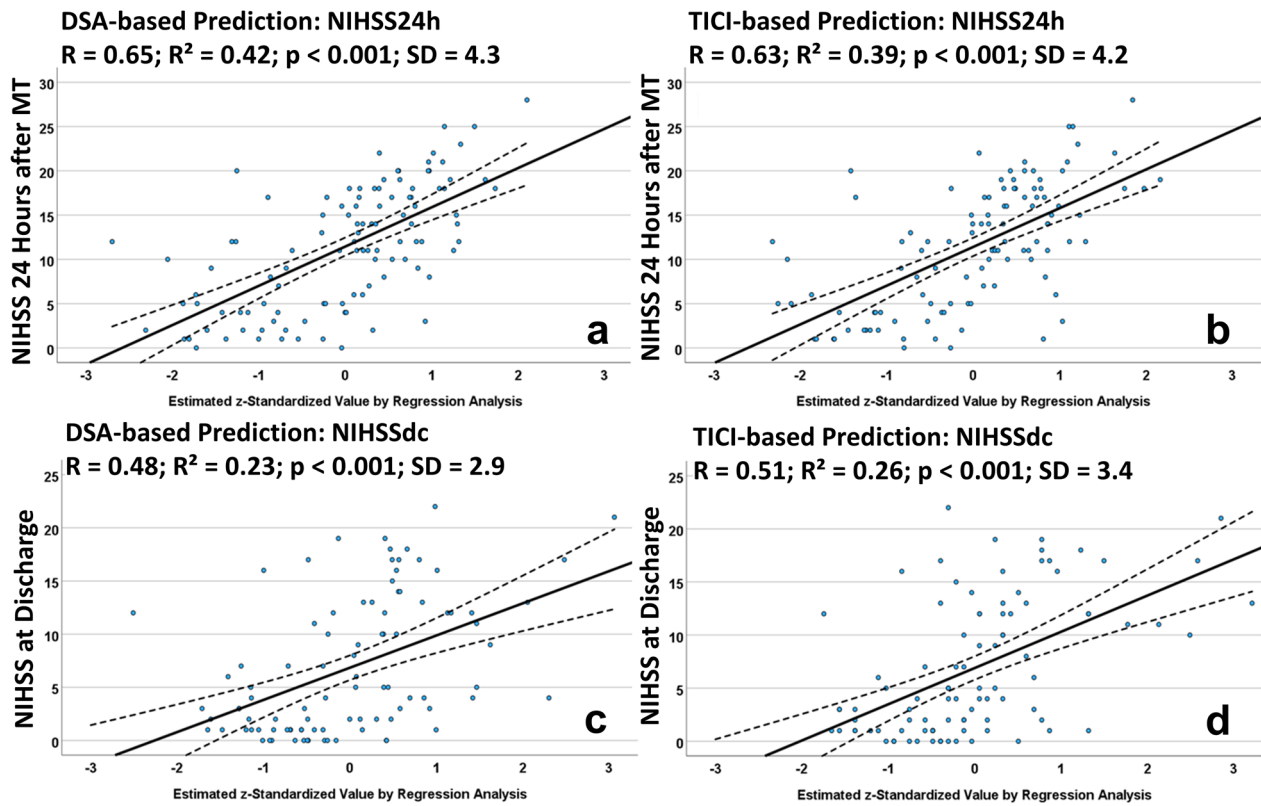 DSA-based Prediction: NIHSS24h
R = 0.65; R² = 0.42; p < 0.001; SD = 4.3
NIHSS 24 Hours after MT
30
25
20
15
10
5
0
a
-3 -2 -1 0 1 2 3
Estimated z-Standardized Value by Regression Analysis
TICI-based Prediction: NIHSS24h
R = 0.63; R² = 0.39; p < 0.001; SD = 4.2
NIHSS 24 Hours after MT
30
25
20
15
10
5
0
b
-3 -2 -1 0 1 2 3
Estimated z-Standardized Value by Regression Analysis
DSA-based Prediction: NIHSSdc
R = 0.48; R² = 0.23; p < 0.001; SD = 2.9
NIHSS at Discharge
25
20
15
10
5
0
c
-3 -2 -1 0 1 2 3
Estimated z-Standardized Value by Regression Analysis
TICI-based Prediction: NIHSSdc
R = 0.51; R² = 0.26; p < 0.001; SD = 3.4
NIHSS at Discharge
25
20
15
10
5
0
d
-3 -2 -1 0 1 2 3
Estimated z-Standardized Value by Regression Analysis